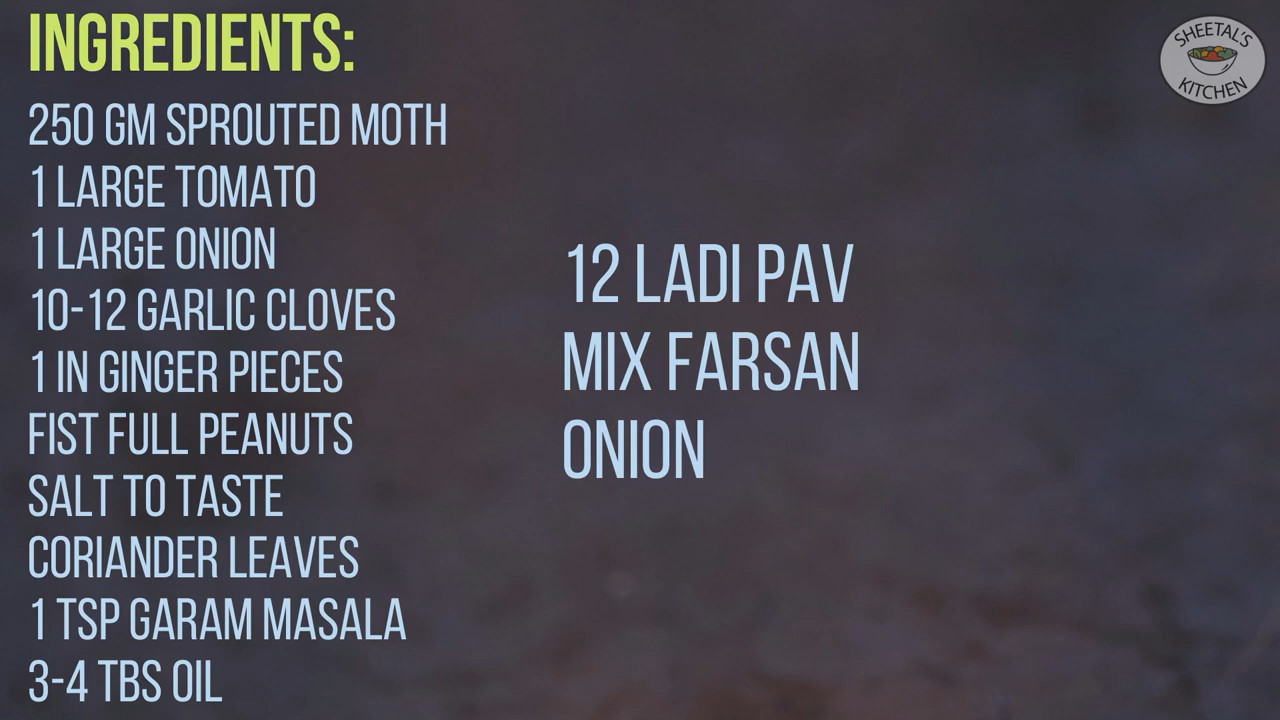 INGREDIENTS:
250 GM SPROUTED MOTH
1 LARGE TOMATO
1 LARGE ONION
10-12 GARLIC CLOVES
1 IN GINGER PIECES
FIST FULL PEANUTS
SALT TO TASTE
CORIANDER LEAVES
1 TSP GARAM MASALA
3-4 TBS OIL
12 LADI PAV
MIX FARSAN
ONION
SHEETAL'S
KITCHEN